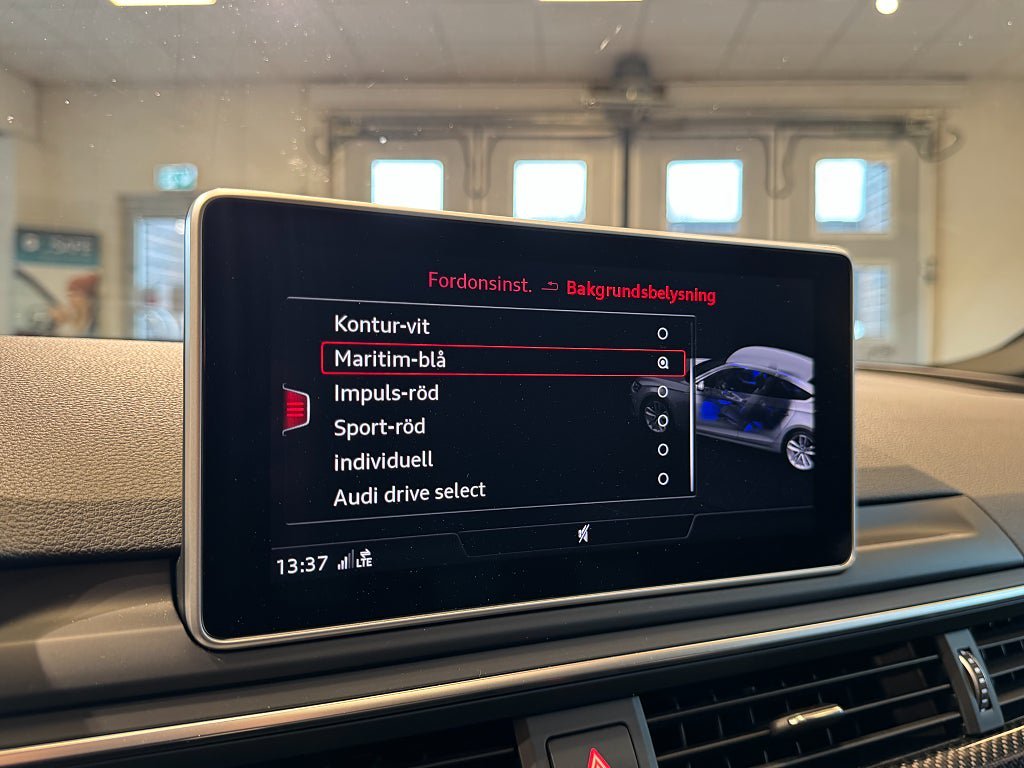 Fordonsinst. Bakgrundsbelysning
Kontur-vit
Maritim-blå
Impuls-röd
Sport-röd
individuell
Audi drive select
13:37 LTE